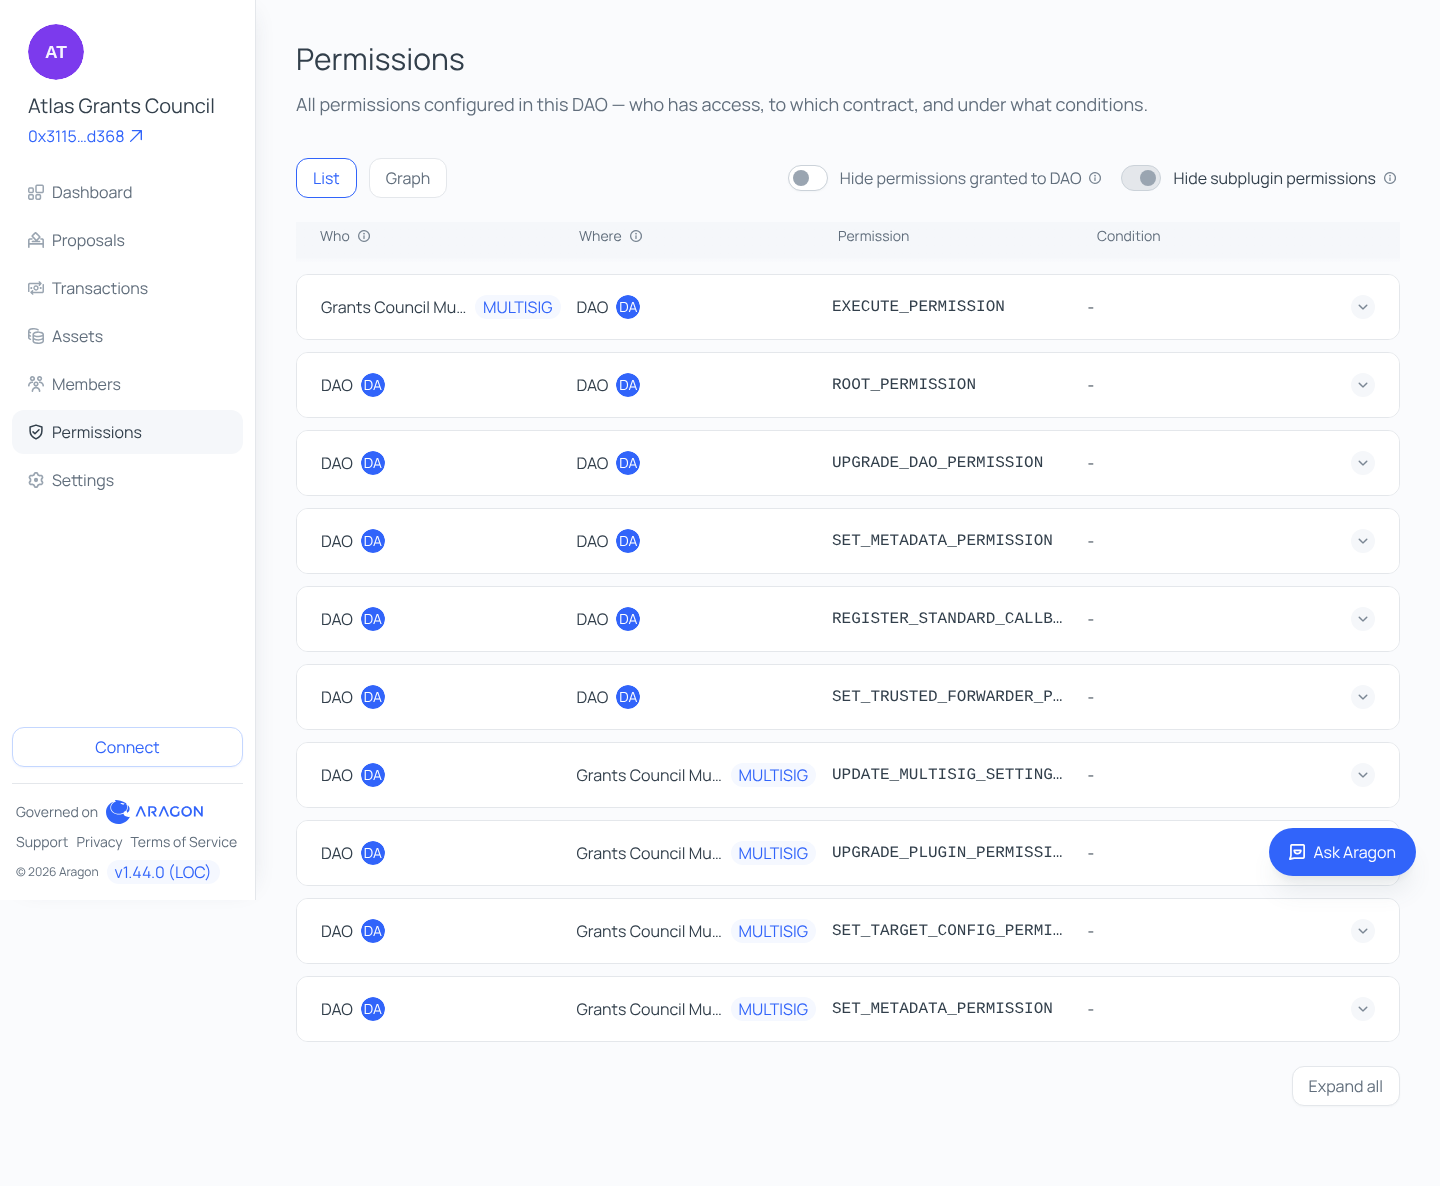 AT
Atlas Grants Council
0x3115...d368
Dashboard
Proposals
Transactions
Assets
Members
Permissions
Settings
Connect
Governed on ARAGON
Support Privacy Terms of Service
© 2026 Aragon v1.44.0 (LOC)
Permissions
All permissions configured in this DAO — who has access, to which contract, and under what conditions.
List Graph Hide permissions granted to DAO Hide subplugin permissions
Who Where Permission Condition
Grants Council Mu... MULTISIG DAO DA EXECUTE_PERMISSION -
DAO DA DAO DA ROOT_PERMISSION -
DAO DA DAO DA UPGRADE_DAO_PERMISSION -
DAO DA DAO DA SET_METADATA_PERMISSION -
DAO DA DAO DA REGISTER_STANDARD_CALLB… -
DAO DA DAO DA SET_TRUSTED_FORWARDER_P… -
DAO DA Grants Council Mu... MULTISIG UPDATE_MULTISIG_SETTING… -
DAO DA Grants Council Mu... MULTISIG UPGRADE_PLUGIN_PERMISSI… -
Ask Aragon
DAO DA Grants Council Mu... MULTISIG SET_TARGET_CONFIG_PERMI… -
DAO DA Grants Council Mu... MULTISIG SET_METADATA_PERMISSION -
Expand all